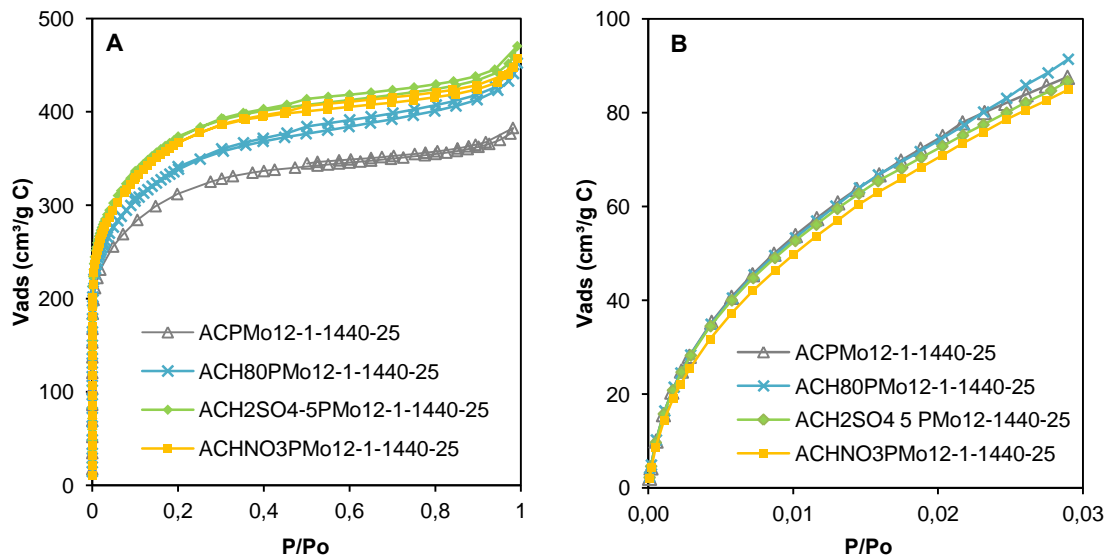 A
Vads (cm³/g C)
500
400
300
200
100
0
0
0,2
0,4
0,6
0,8
1
P/Po
ACPMo12-1-1440-25
ACH80PMo12-1-1440-25
ACH2SO4-5PMo12-1-1440-25
ACHNO3PMo12-1-1440-25
B
Vads (cm³/g C)
100
80
60
40
20
0
0,00
0,01
0,02
0,03
P/Po
ACPMo12-1-1440-25
ACH80PMo12-1-1440-25
ACH2SO4 5 PMo12-1440-25
ACHNO3PMo12-1-1440-25